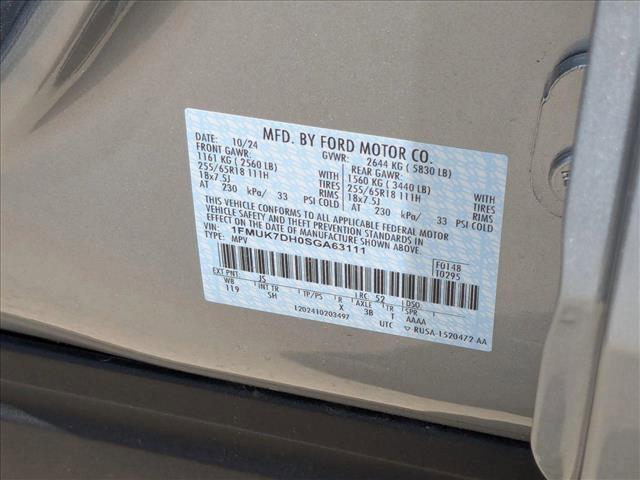 MFD. BY FORD MOTOR CO.
DATE: 10/24 GVWR: 2644 KG ( 5830 LB)
FRONT GAWR: REAR GAWR:
1161 KG ( 2560 LB) 1560 KG ( 3440 LB)
255/65R18 111H TIRES 255/65R18 111H TIRES
18x7.5J RIMS 18x7.5J RIMS
AT 230 kPa/ 33 PSI AT 230 kPa/ 33 PSI
THIS VEHICLE CONFORMS TO ALL APPLICABLE FEDERAL MOTOR
VEHICLE SAFETY AND THEFT PREVENTION STANDARDS IN
EFFECT ON THE DATE OF MANUFACTURE SHOWN ABOVE.
VIN: 1FMUK7DH0SGA63111
TYPE: MPV
F0148
T0295
EXT PNT: JS RC: 52 DSO:
WB INT TR TP/PS R AX TR SPR
119 SH X 3B T AAAA
1202410203497 UTC RUSA-1520472 AA